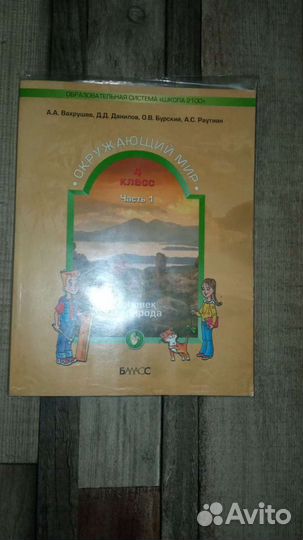 ОБРАЗОВАТЕЛЬНАЯ СИСТЕМА «ШКОЛА 2100»
А.А. Вахрушев, Д.Д. Данилов, О.В. Бурский, А.С. Раутиан
ОКРУЖАЮЩИЙ МИР
4
класс
Часть 1
БАЛАСС
Avito